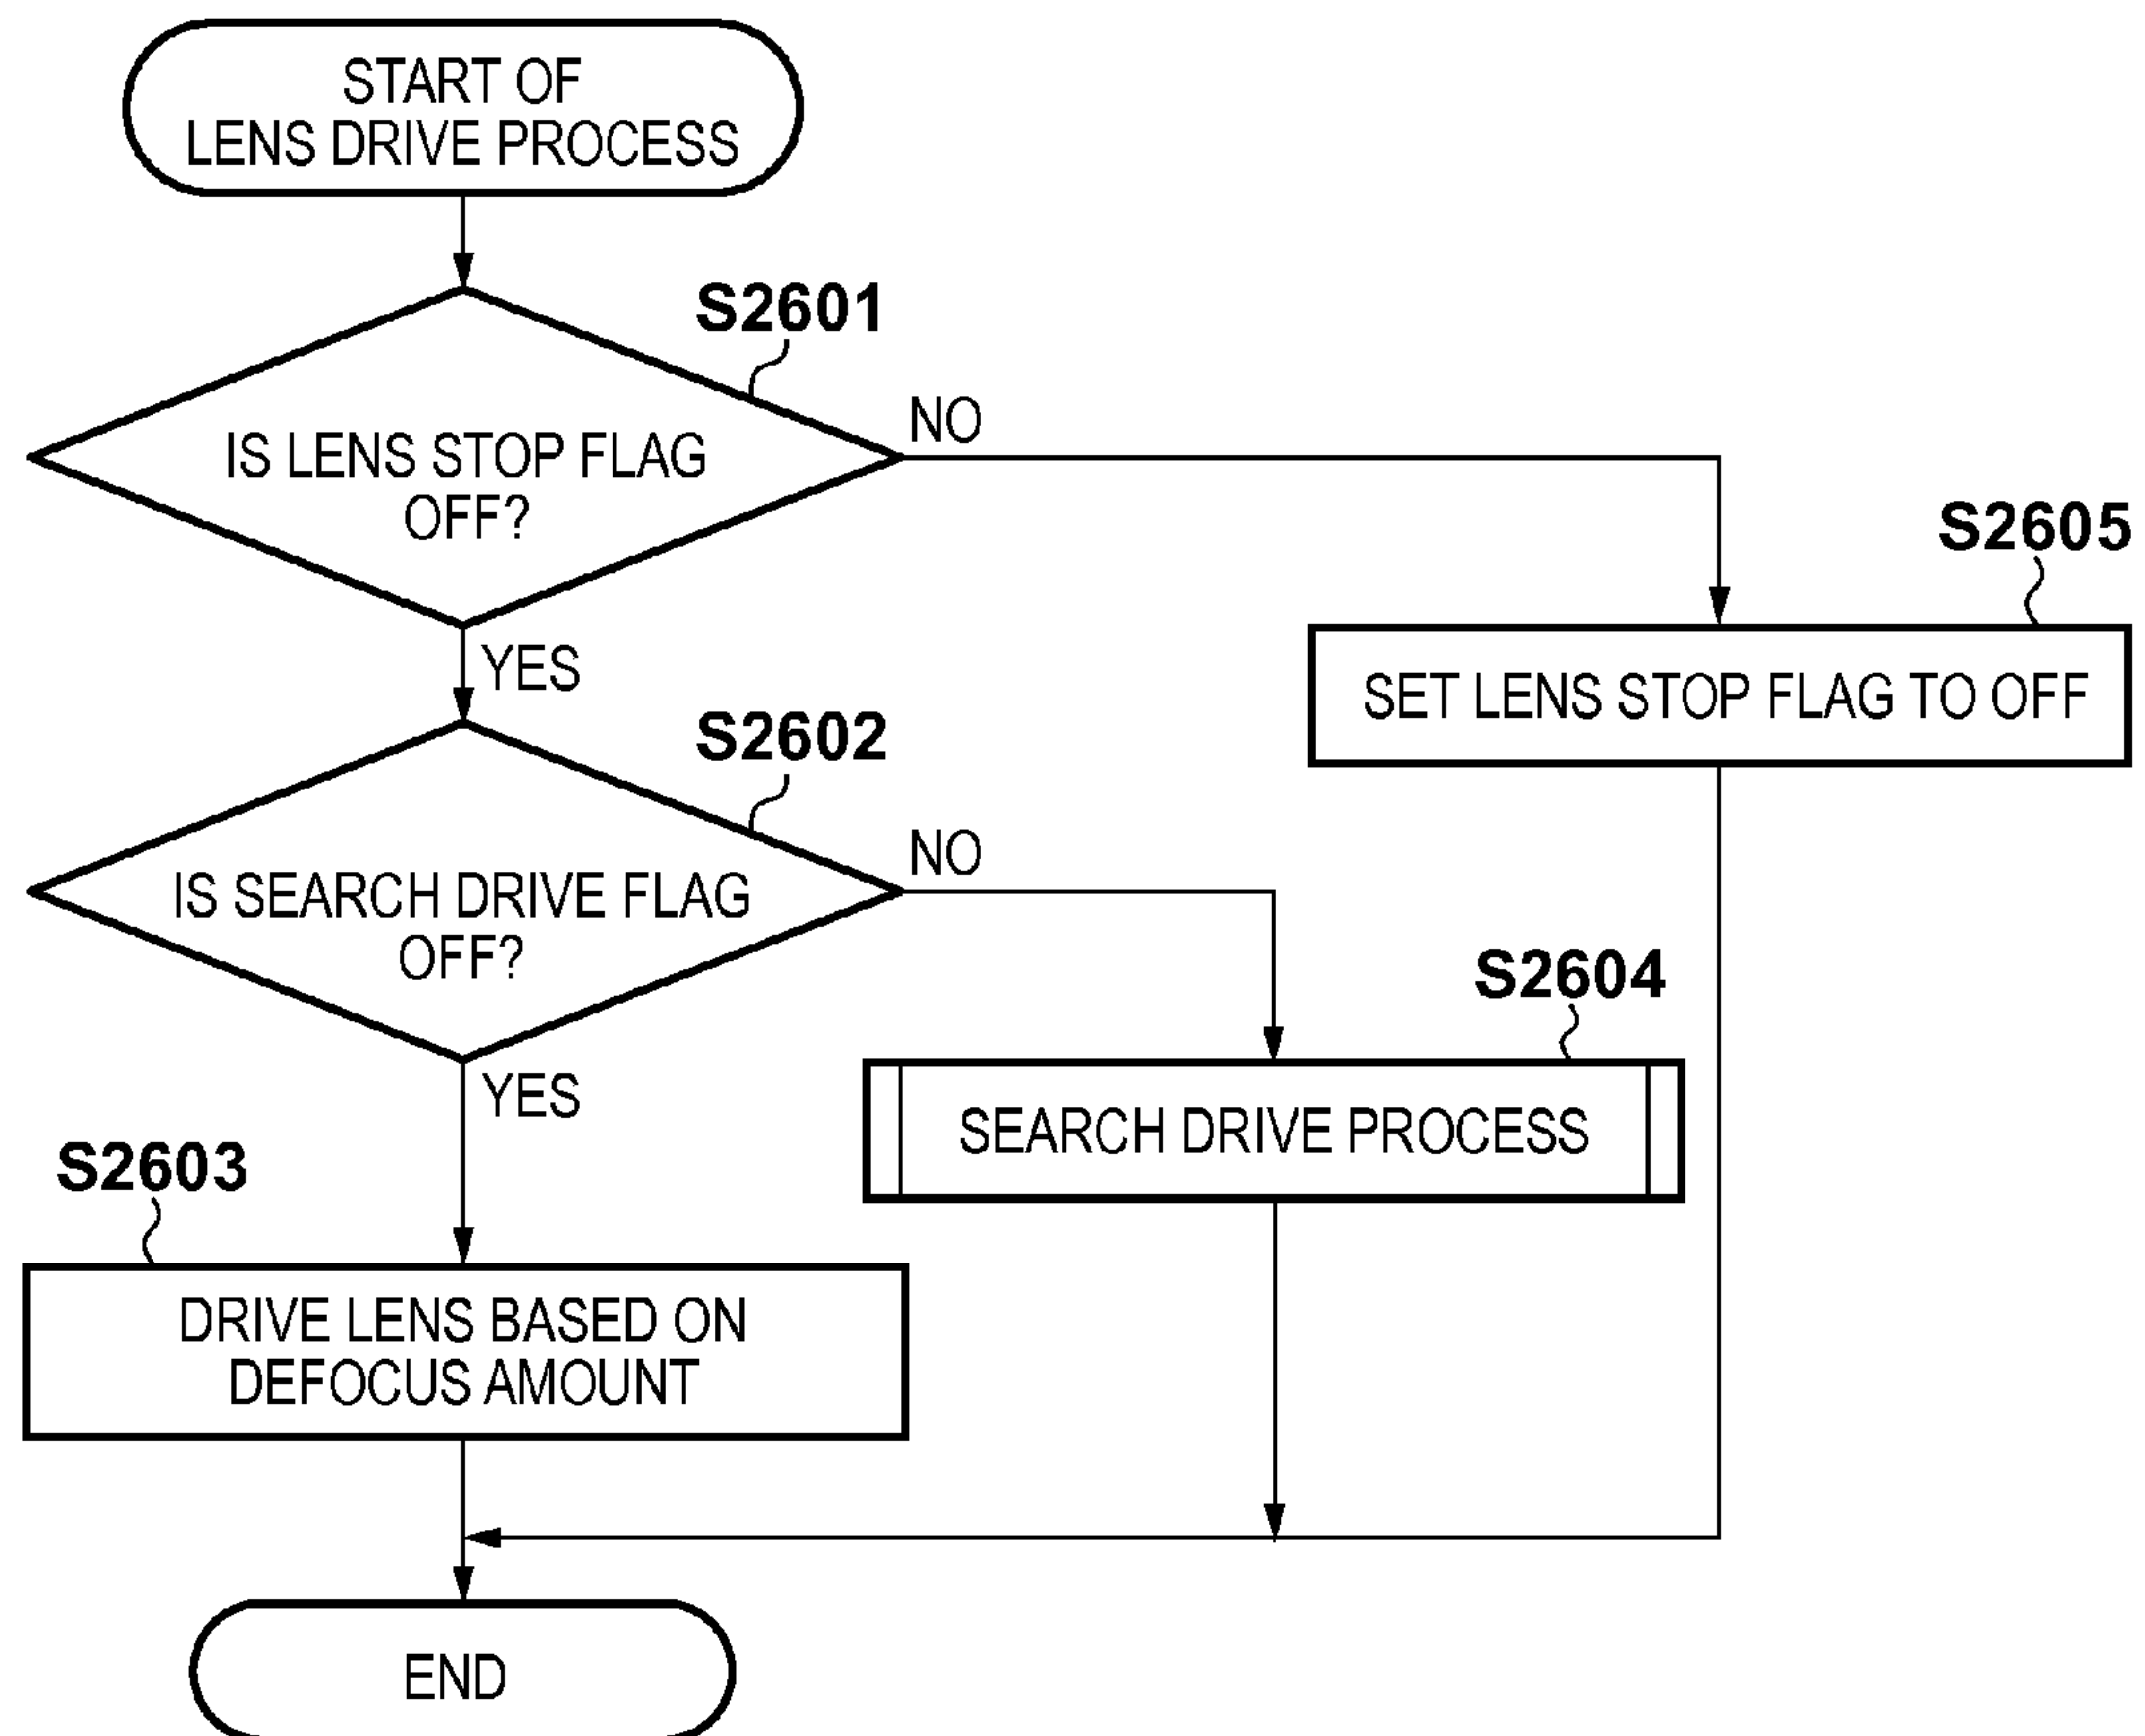 START OF
LENS DRIVE PROCESS
S2601
IS LENS STOP FLAG
OFF?
NO
YES
S2605
SET LENS STOP FLAG TO OFF
S2602
IS SEARCH DRIVE FLAG
OFF?
NO
YES
S2604
SEARCH DRIVE PROCESS
S2603
DRIVE LENS BASED ON
DEFOCUS AMOUNT
END